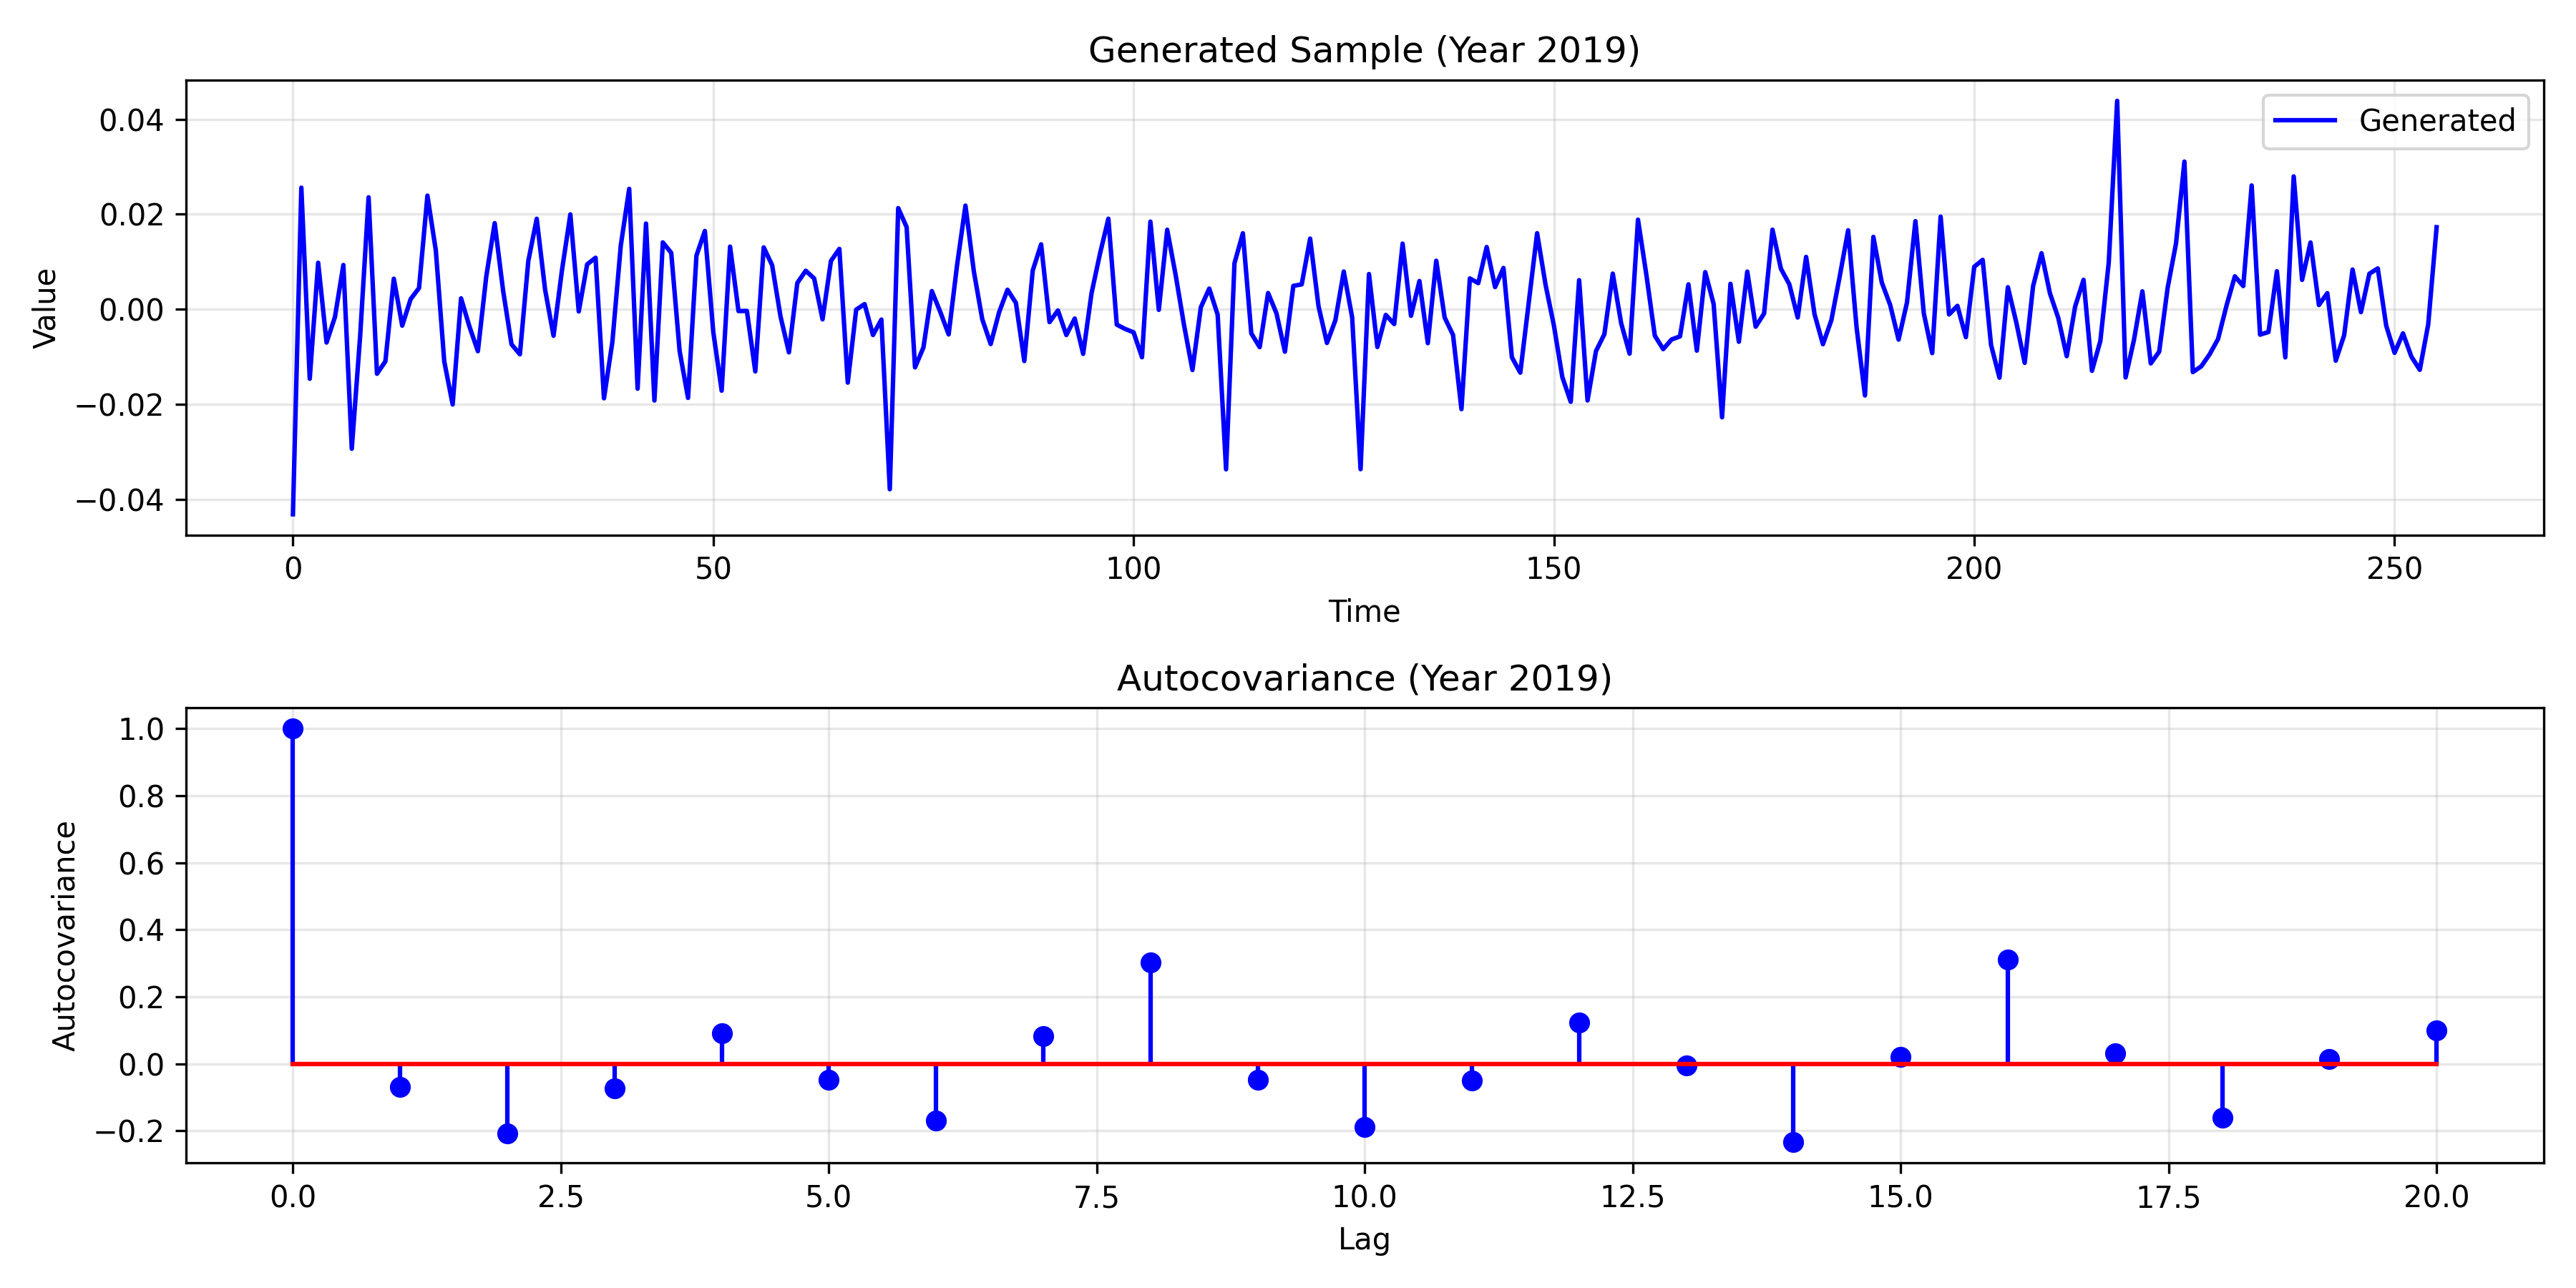 Generated Sample (Year 2019)
Value
0.04
0.02
0.00
−0.02
−0.04
Generated
0 50 100 150 200 250
Time
Autocovariance (Year 2019)
Autocovariance
1.0
0.8
0.6
0.4
0.2
0.0
−0.2
0.0 2.5 5.0 7.5 10.0 12.5 15.0 17.5 20.0
Lag